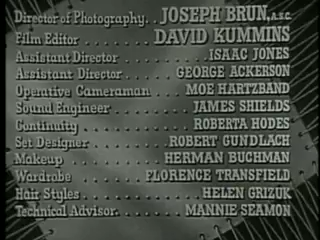 Director of Photography . . JOSEPH BRUN, A.S.C.
Film Editor . . . . . . DAVID KUMMINS
Assistant Director . . . . . . ISAAC JONES
Assistant Director . . . GEORGE ACKERSON
Operative Cameraman . . MOE HARTZBAND
Sound Engineer . . . . . . JAMES SHIELDS
Continuity . . . . . . . ROBERTA HODES
Set Designer . . . . ROBERT GUNDLACH
Makeup . . . . . . HERMAN BUCHMAN
Wardrobe . . . FLORENCE TRANSFIELD
Hair Styles . . . . . . . HELEN GRIZUK
Technical Advisor . . . MANNIE SEAMON